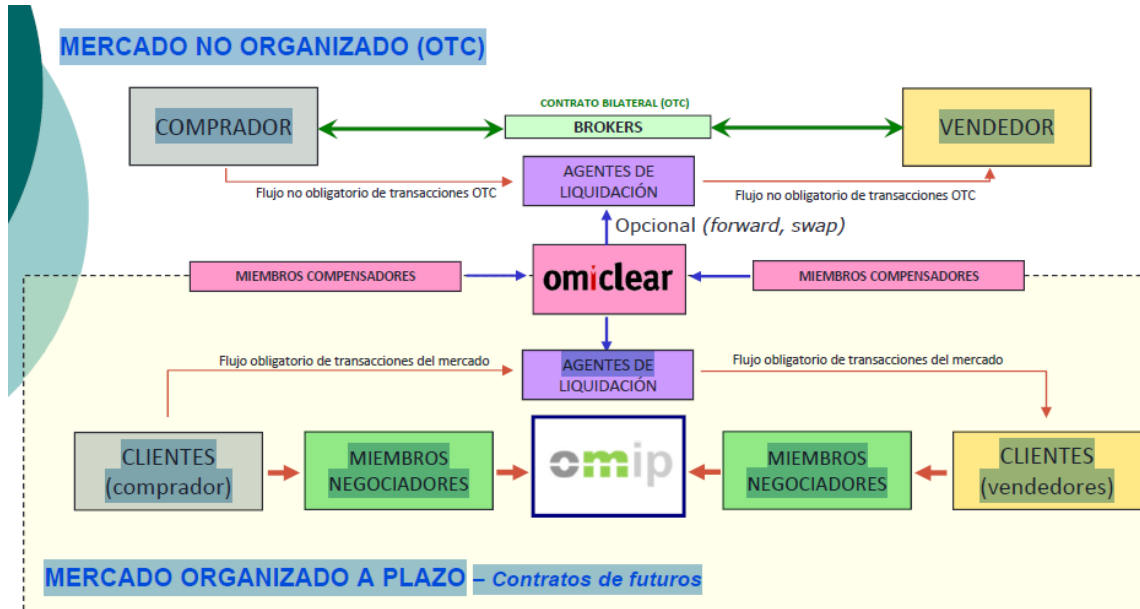 MERCADO NO ORGANIZADO (OTC)
CONTRATO BILATERAL (OTC)
COMPRADOR
BROKERS
VENDEDOR
AGENTES DE
LIQUIDACIÓN
Flujo no obligatorio de transacciones OTC
Flujo no obligatorio de transacciones OTC
Opcional (forward, swap)
MIEMBROS COMPENSADORES
omiclear
MIEMBROS COMPENSADORES
Flujo obligatorio de transacciones del mercado
AGENTES DE
LIQUIDACIÓN
Flujo obligatorio de transacciones del mercado
CLIENTES
(comprador)
MIEMBROS
NEGOCIADORES
omip
MIEMBROS
NEGOCIADORES
CLIENTES
(vendedores)
MERCADO ORGANIZADO A PLAZO – Contratos de futuros